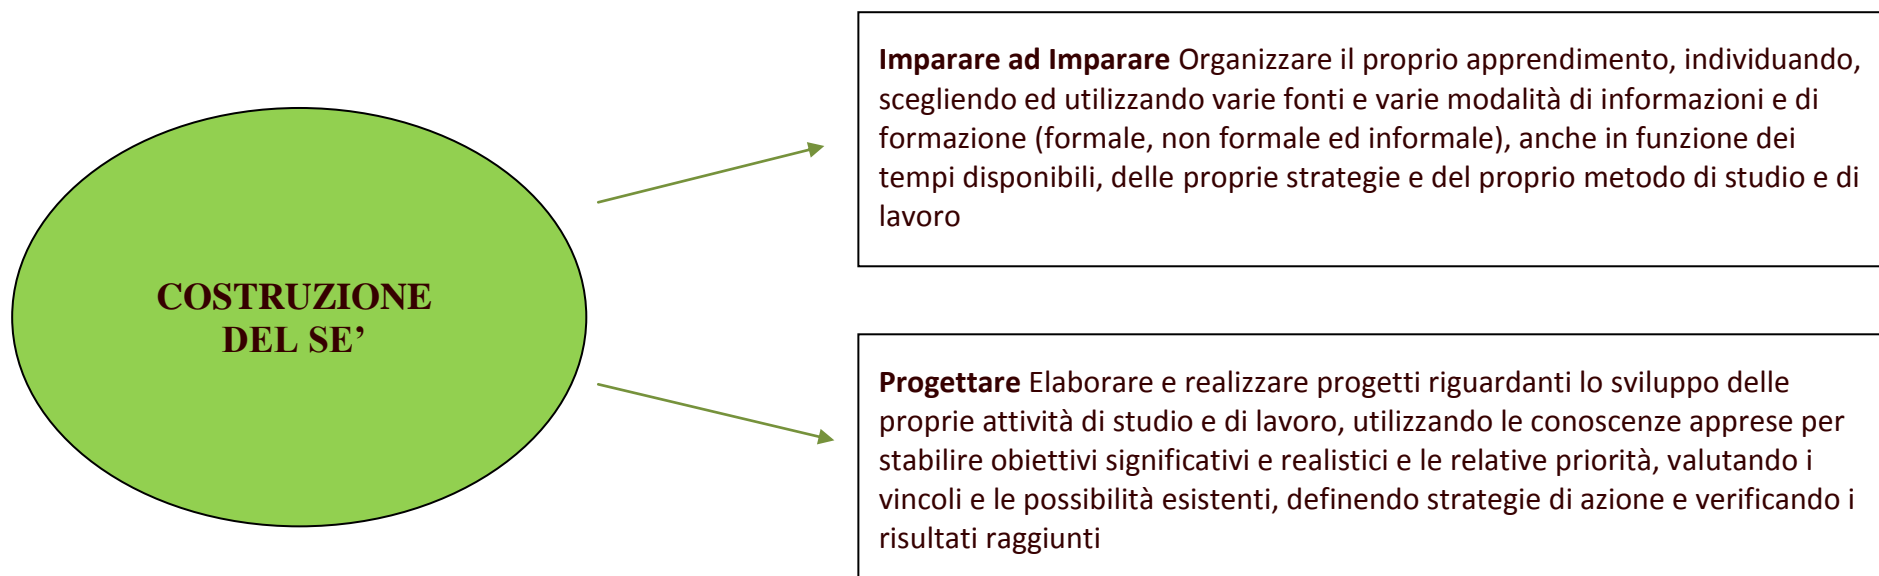 COSTRUZIONE
DEL SE’
Imparare ad Imparare Organizzare il proprio apprendimento, individuando,
scegliendo ed utilizzando varie fonti e varie modalità di informazioni e di
formazione (formale, non formale ed informale), anche in funzione dei
tempi disponibili, delle proprie strategie e del proprio metodo di studio e di
lavoro
Progettare Elaborare e realizzare progetti riguardanti lo sviluppo delle
proprie attività di studio e di lavoro, utilizzando le conoscenze apprese per
stabilire obiettivi significativi e realistici e le relative priorità, valutando i
vincoli e le possibilità esistenti, definendo strategie di azione e verificando i
risultati raggiunti